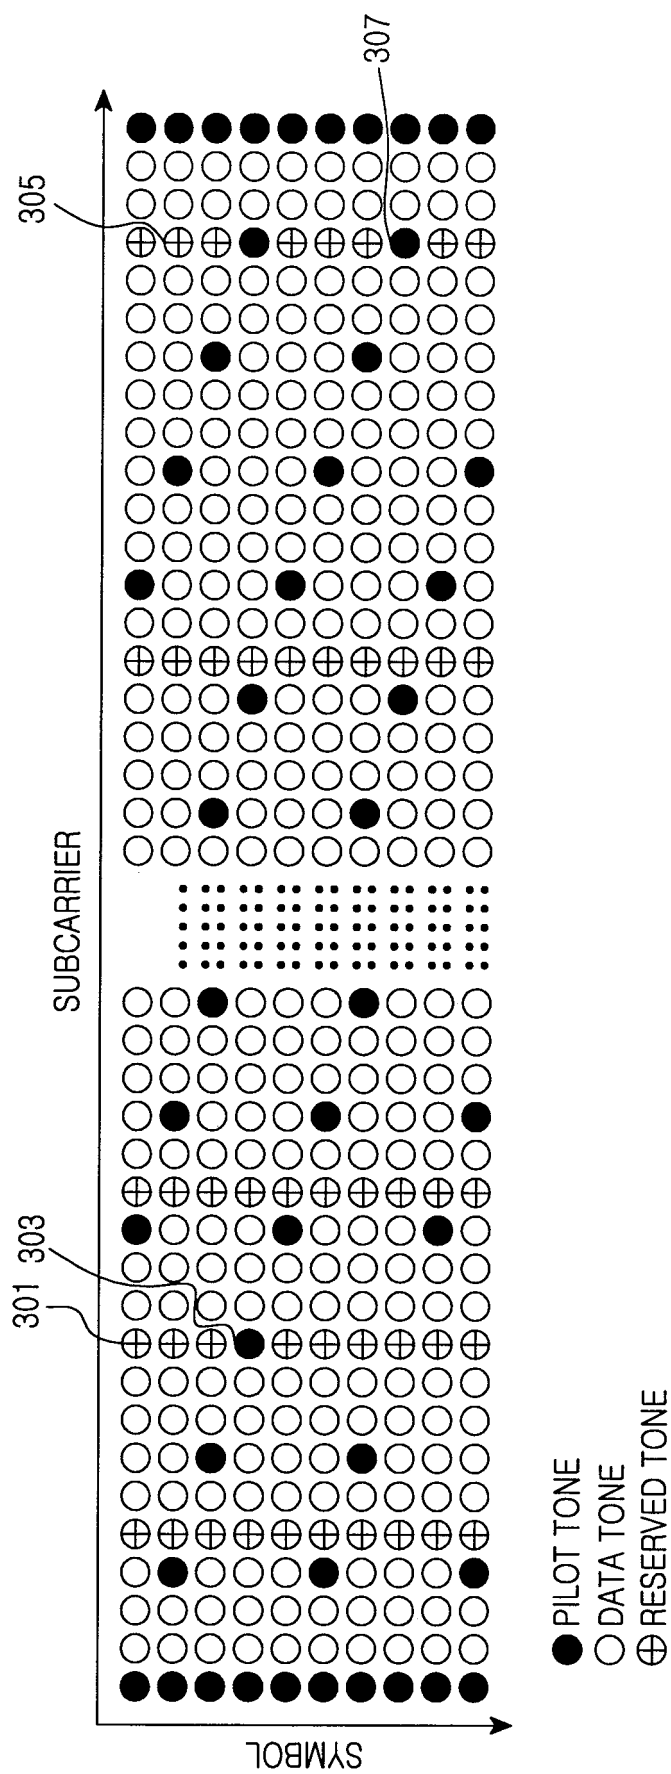 SUBCARRIER
SYMBOL
301
303
305
307
PILOT TONE
DATA TONE
RESERVED TONE